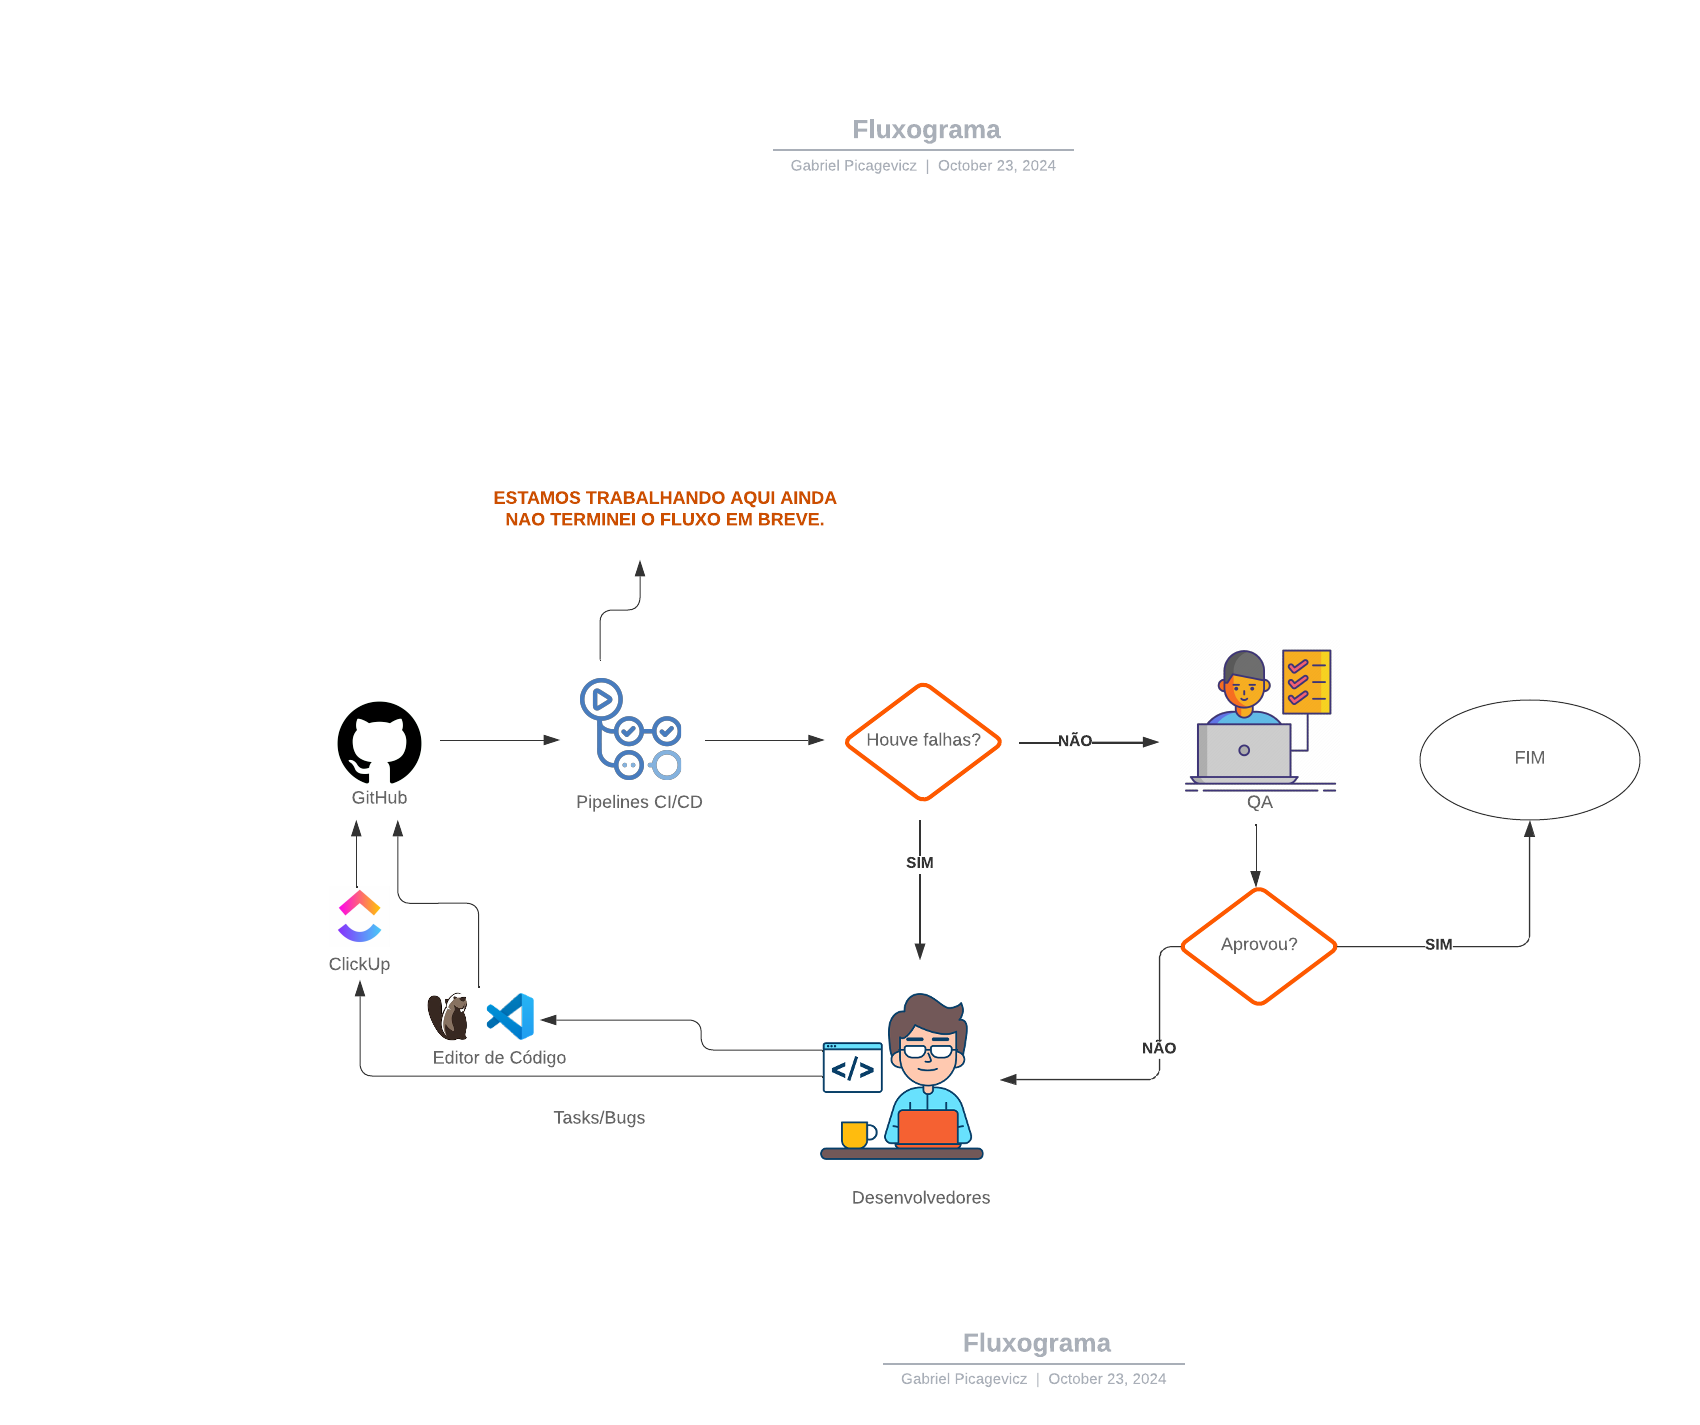 Fluxograma
Gabriel Picagevicz | October 23, 2024
ESTAMOS TRABALHANDO AQUI AINDA
NAO TERMINEI O FLUXO EM BREVE.
Houve falhas?
NÃO
FIM
GitHub
Pipelines CI/CD
QA
SIM
Aprovou?
SIM
ClickUp
NÃO
Editor de Código
</>
Tasks/Bugs
Desenvolvedores
Fluxograma
Gabriel Picagevicz | October 23, 2024